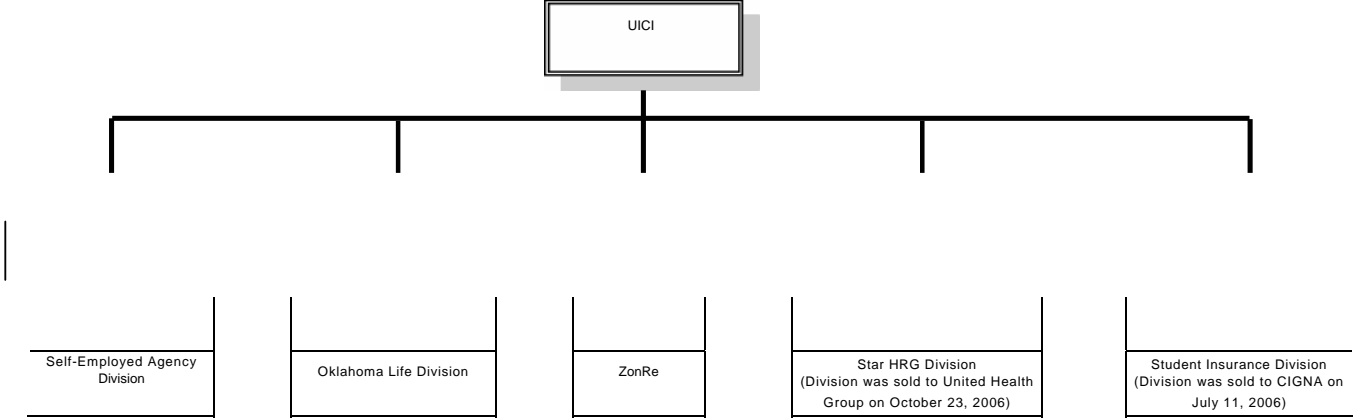 UICI
Self-Employed Agency
Division
Oklahoma Life Division
ZonRe
Star HRG Division
(Division was sold to United Health
Group on October 23, 2006)
Student Insurance Division
(Division was sold to CIGNA on
July 11, 2006)